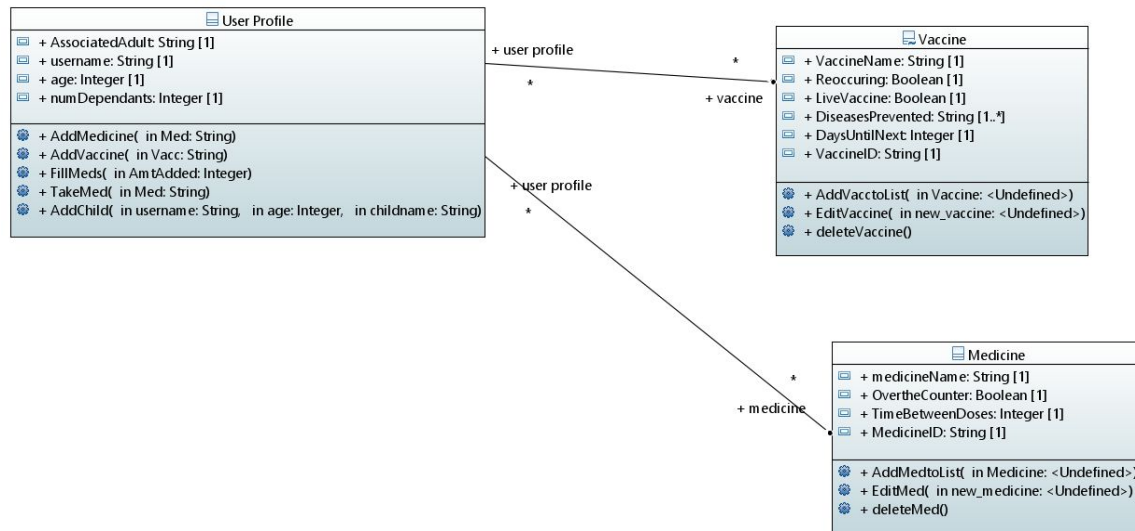 User Profile
+ AssociatedAdult: String [1]
+ username: String [1]
+ age: Integer [1]
+ numDependants: Integer [1]
+ AddMedicine( in Med: String)
+ AddVaccine( in Vacc: String)
+ FillMeds( in AmtAdded: Integer)
+ TakeMed( in Med: String)
+ AddChild( in username: String, in age: Integer, in childname: String)
+ user profile
*
*
+ vaccine
Vaccine
+ VaccineName: String [1]
+ Reoccuring: Boolean [1]
+ LiveVaccine: Boolean [1]
+ DiseasesPrevented: String [1..*]
+ DaysUntilNext: Integer [1]
+ VaccineID: String [1]
+ AddVacctoList( in Vaccine: <Undefined>)
+ EditVaccine( in new_vaccine: <Undefined>)
+ deleteVaccine()
+ user profile
*
*
+ medicine
Medicine
+ medicineName: String [1]
+ OvertheCounter: Boolean [1]
+ TimeBetweenDoses: Integer [1]
+ MedicineID: String [1]
+ AddMedtoList( in Medicine: <Undefined>)
+ EditMed( in new_medicine: <Undefined>)
+ deleteMed()